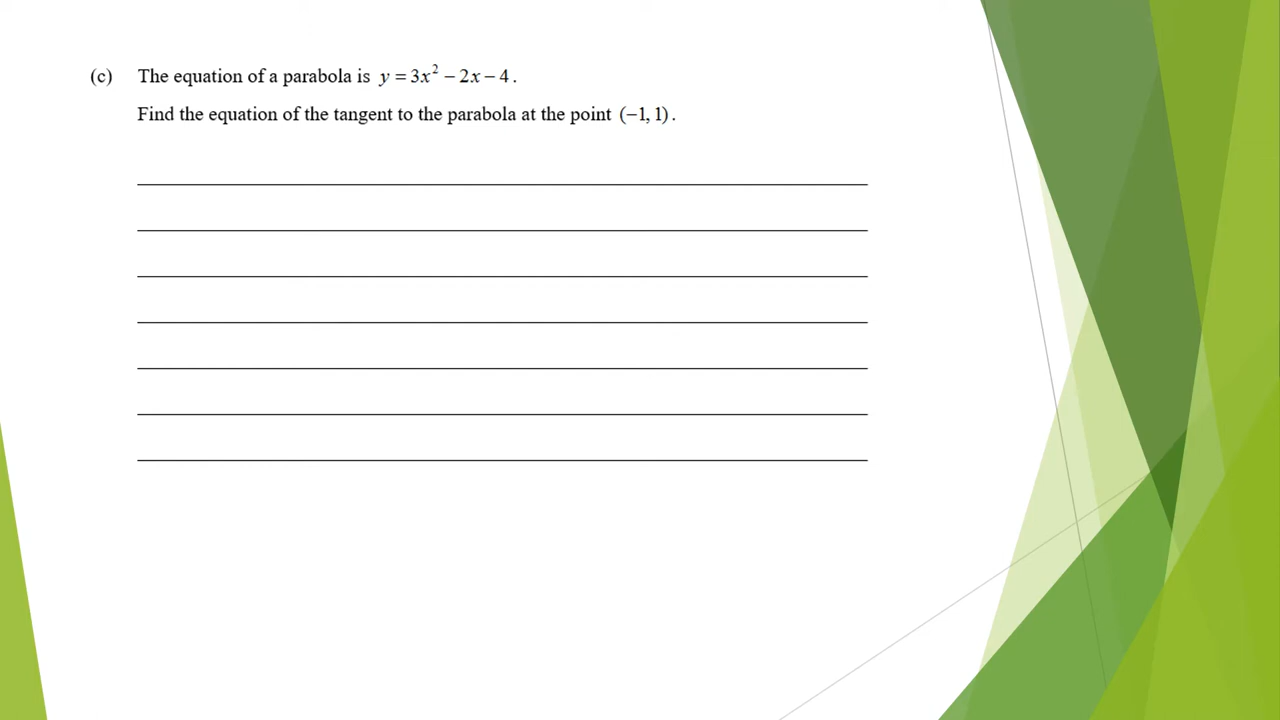 (c) The equation of a parabola is y = 3x² − 2x − 4.
Find the equation of the tangent to the parabola at the point (−1, 1).